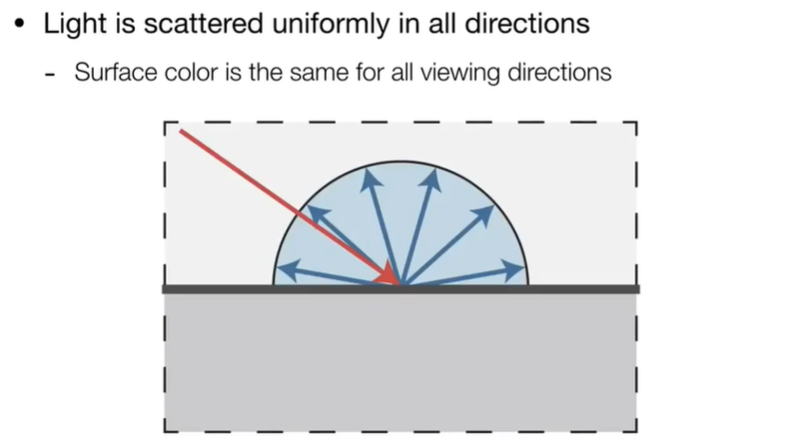 • Light is scattered uniformly in all directions
- Surface color is the same for all viewing directions